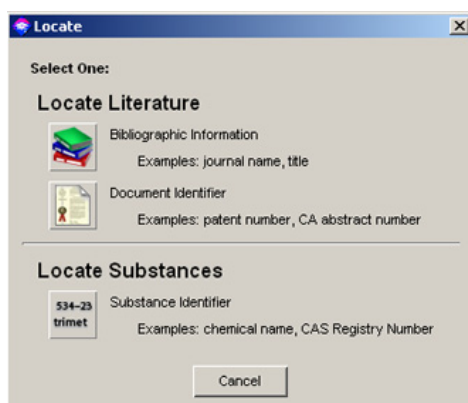 Locate
Select One:
Locate Literature
Bibliographic Information
Examples: journal name, title
Document Identifier
Examples: patent number, CA abstract number
Locate Substances
534-23
trimet
Substance Identifier
Examples: chemical name, CAS Registry Number
Cancel